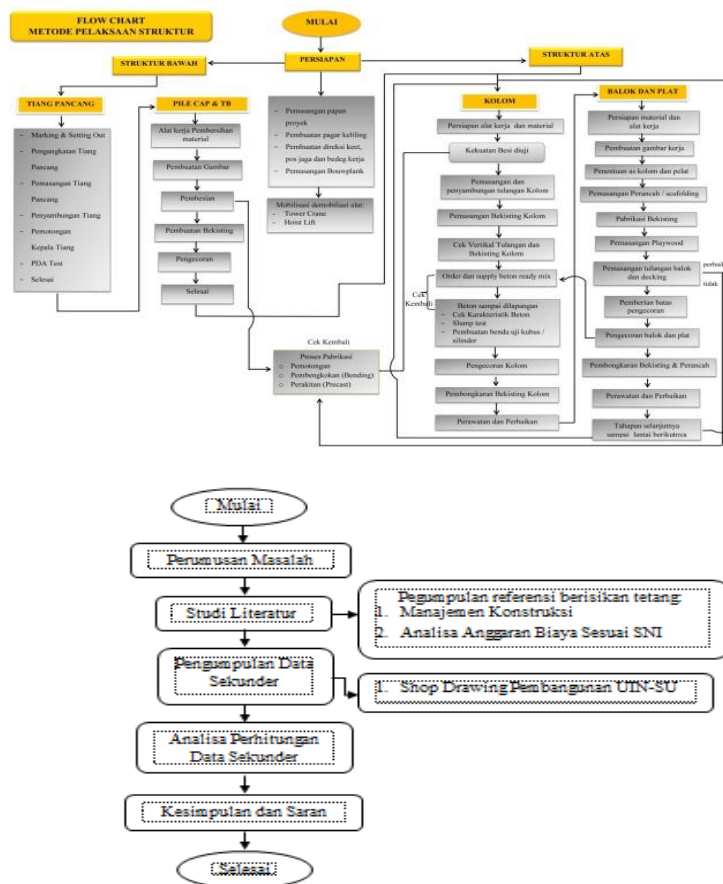 FLOW CHART
METODE PELAKSAAN STRUKTUR
MULAI
STRUKTUR BAWAH
PERSIAPAN
STRUKTUR ATAS
TIANG PANCANG
– Marking & Setting Out
– Pengangkatan Tiang
Pancang
– Pemasangan Tiang
Pancang
– Penyambungan Tiang
– Pemotongan
Kepala Tiang
– PDA Test
– Selesai
PILE CAP & TB
Alat kerja Pembersihan
material
Pembuatan Gambar
Pembesian
Pembuatan Bekisting
Pengecoran
Selesai
– Pemasangan papan
proyek
– Pembuatan pagar keliling
– Pembuatan direksi keet,
pos jaga dan bedeg kerja
– Pemasangan Bouwplank
Mobilisasi demobilisai alat:
– Tower Crane
– Hoist Lift
Cek Kembali
Proses Pabrikasi
o Pemotongan
o Pembengkokan (Bending)
o Perakitan (Precast)
KOLOM
Persiapan alat kerja dan material
Kekuatan Besi diuji
Pemasangan dan
penyambungan tulangan Kolom
Pemasangan Bekisting Kolom
Cek Vertikal Tulangan dan
Bekisting Kolom
Order dan supply beton ready mix
Cek
Kembali
Beton sampai dilapangan
– Cek Karakteristik Beton
– Slump test
– Pembuatan benda uji kubus /
silinder
Pengecoran Kolom
Pembongkaran Bekisting Kolom
Perawatan dan Perbaikan
BALOK DAN PLAT
Persiapan material dan
alat kerja
Pembuatan gambar kerja
Penentuan as kolom dan pelat
Pemasangan Perancah / scafolding
Pabrikasi Bekisting
Pemasangan Playwood
Pemasangan tulangan balok
dan decking
tidak
Pemberian batas
pengecoran
Pengecoran balok dan plat
Pembongkaran Bekisting & Perancah
Perawatan dan Perbaikan
Tahapan selanjutnya
sampai lantai berikutnya
Mulai
Perumusan Masalah
Studi Literatur
Pegumpulan referensi berisikan tetang:
1. Manajemen Konstruksi
2. Analisa Anggaran Biaya Sesuai SNI
Pengumpulan Data
Sekunder
1. Shop Drawing Pembangunan UIN-SU
Analisa Perhitungan
Data Sekunder
Kesimpulan dan Saran
Selesai